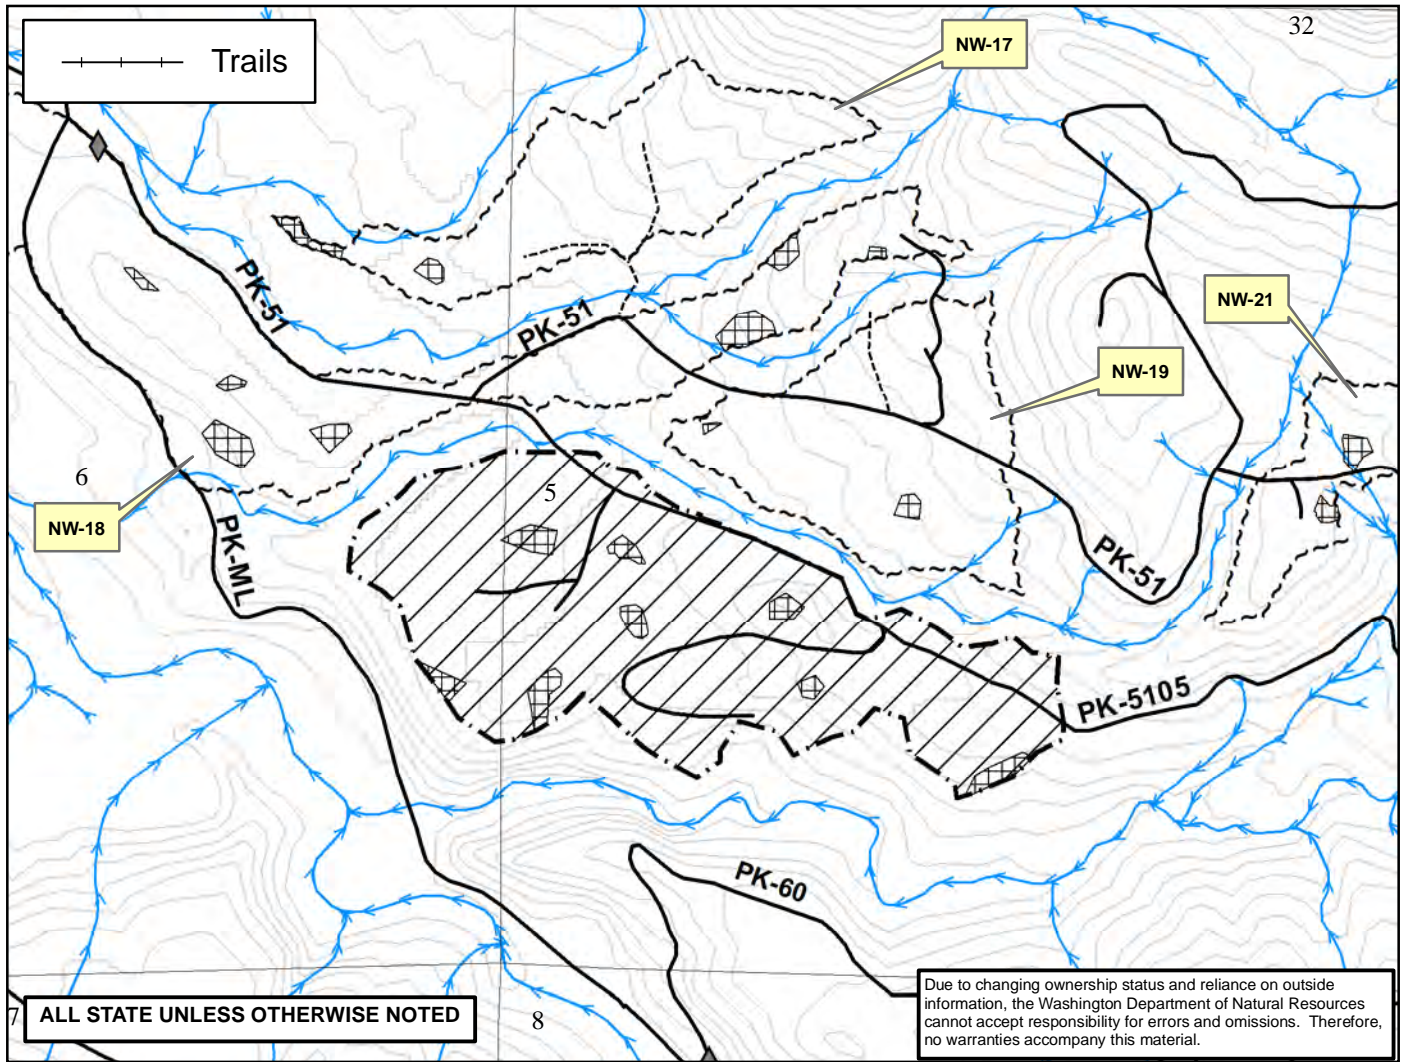 32
Trails
NW-17
PK-51
PK-51
NW-21
NW-19
6
5
NW-18
PK-ML
PK-51
PK-5105
PK-60
7
ALL STATE UNLESS OTHERWISE NOTED
8
Due to changing ownership status and reliance on outside
information, the Washington Department of Natural Resources
cannot accept responsibility for errors and omissions. Therefore,
no warranties accompany this material.